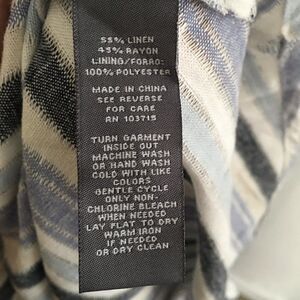 55% LINEN
45% RAYON
LINING/FORRO:
100% POLYESTER
MADE IN CHINA
SEE REVERSE
FOR CARE
RN 103715
TURN GARMENT
INSIDE OUT
MACHINE WASH
OR HAND WASH
COLD WITH LIKE
COLORS
GENTLE CYCLE
ONLY NON-
CHLORINE BLEACH
WHEN NEEDED
LAY FLAT TO DRY
WARM IRON
IF NEEDED
OR DRY CLEAN